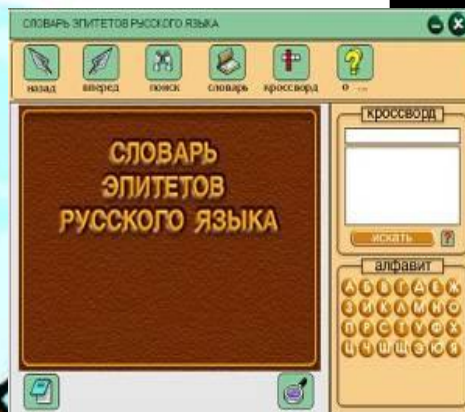 СЛОВАРЬ ЭПИТЕТОВ РУССКОГО ЯЗЫКА
назад вперед поиск словарь кроссворд о ...
СЛОВАРЬ
ЭПИТЕТОВ
РУССКОГО ЯЗЫКА
кроссворд
искать ?
алфавит
А Б В Г Д Е Ж
З И К Л М Н О
П Р С Т У Ф Х
Ц Ч Ш Щ Э Ю Я